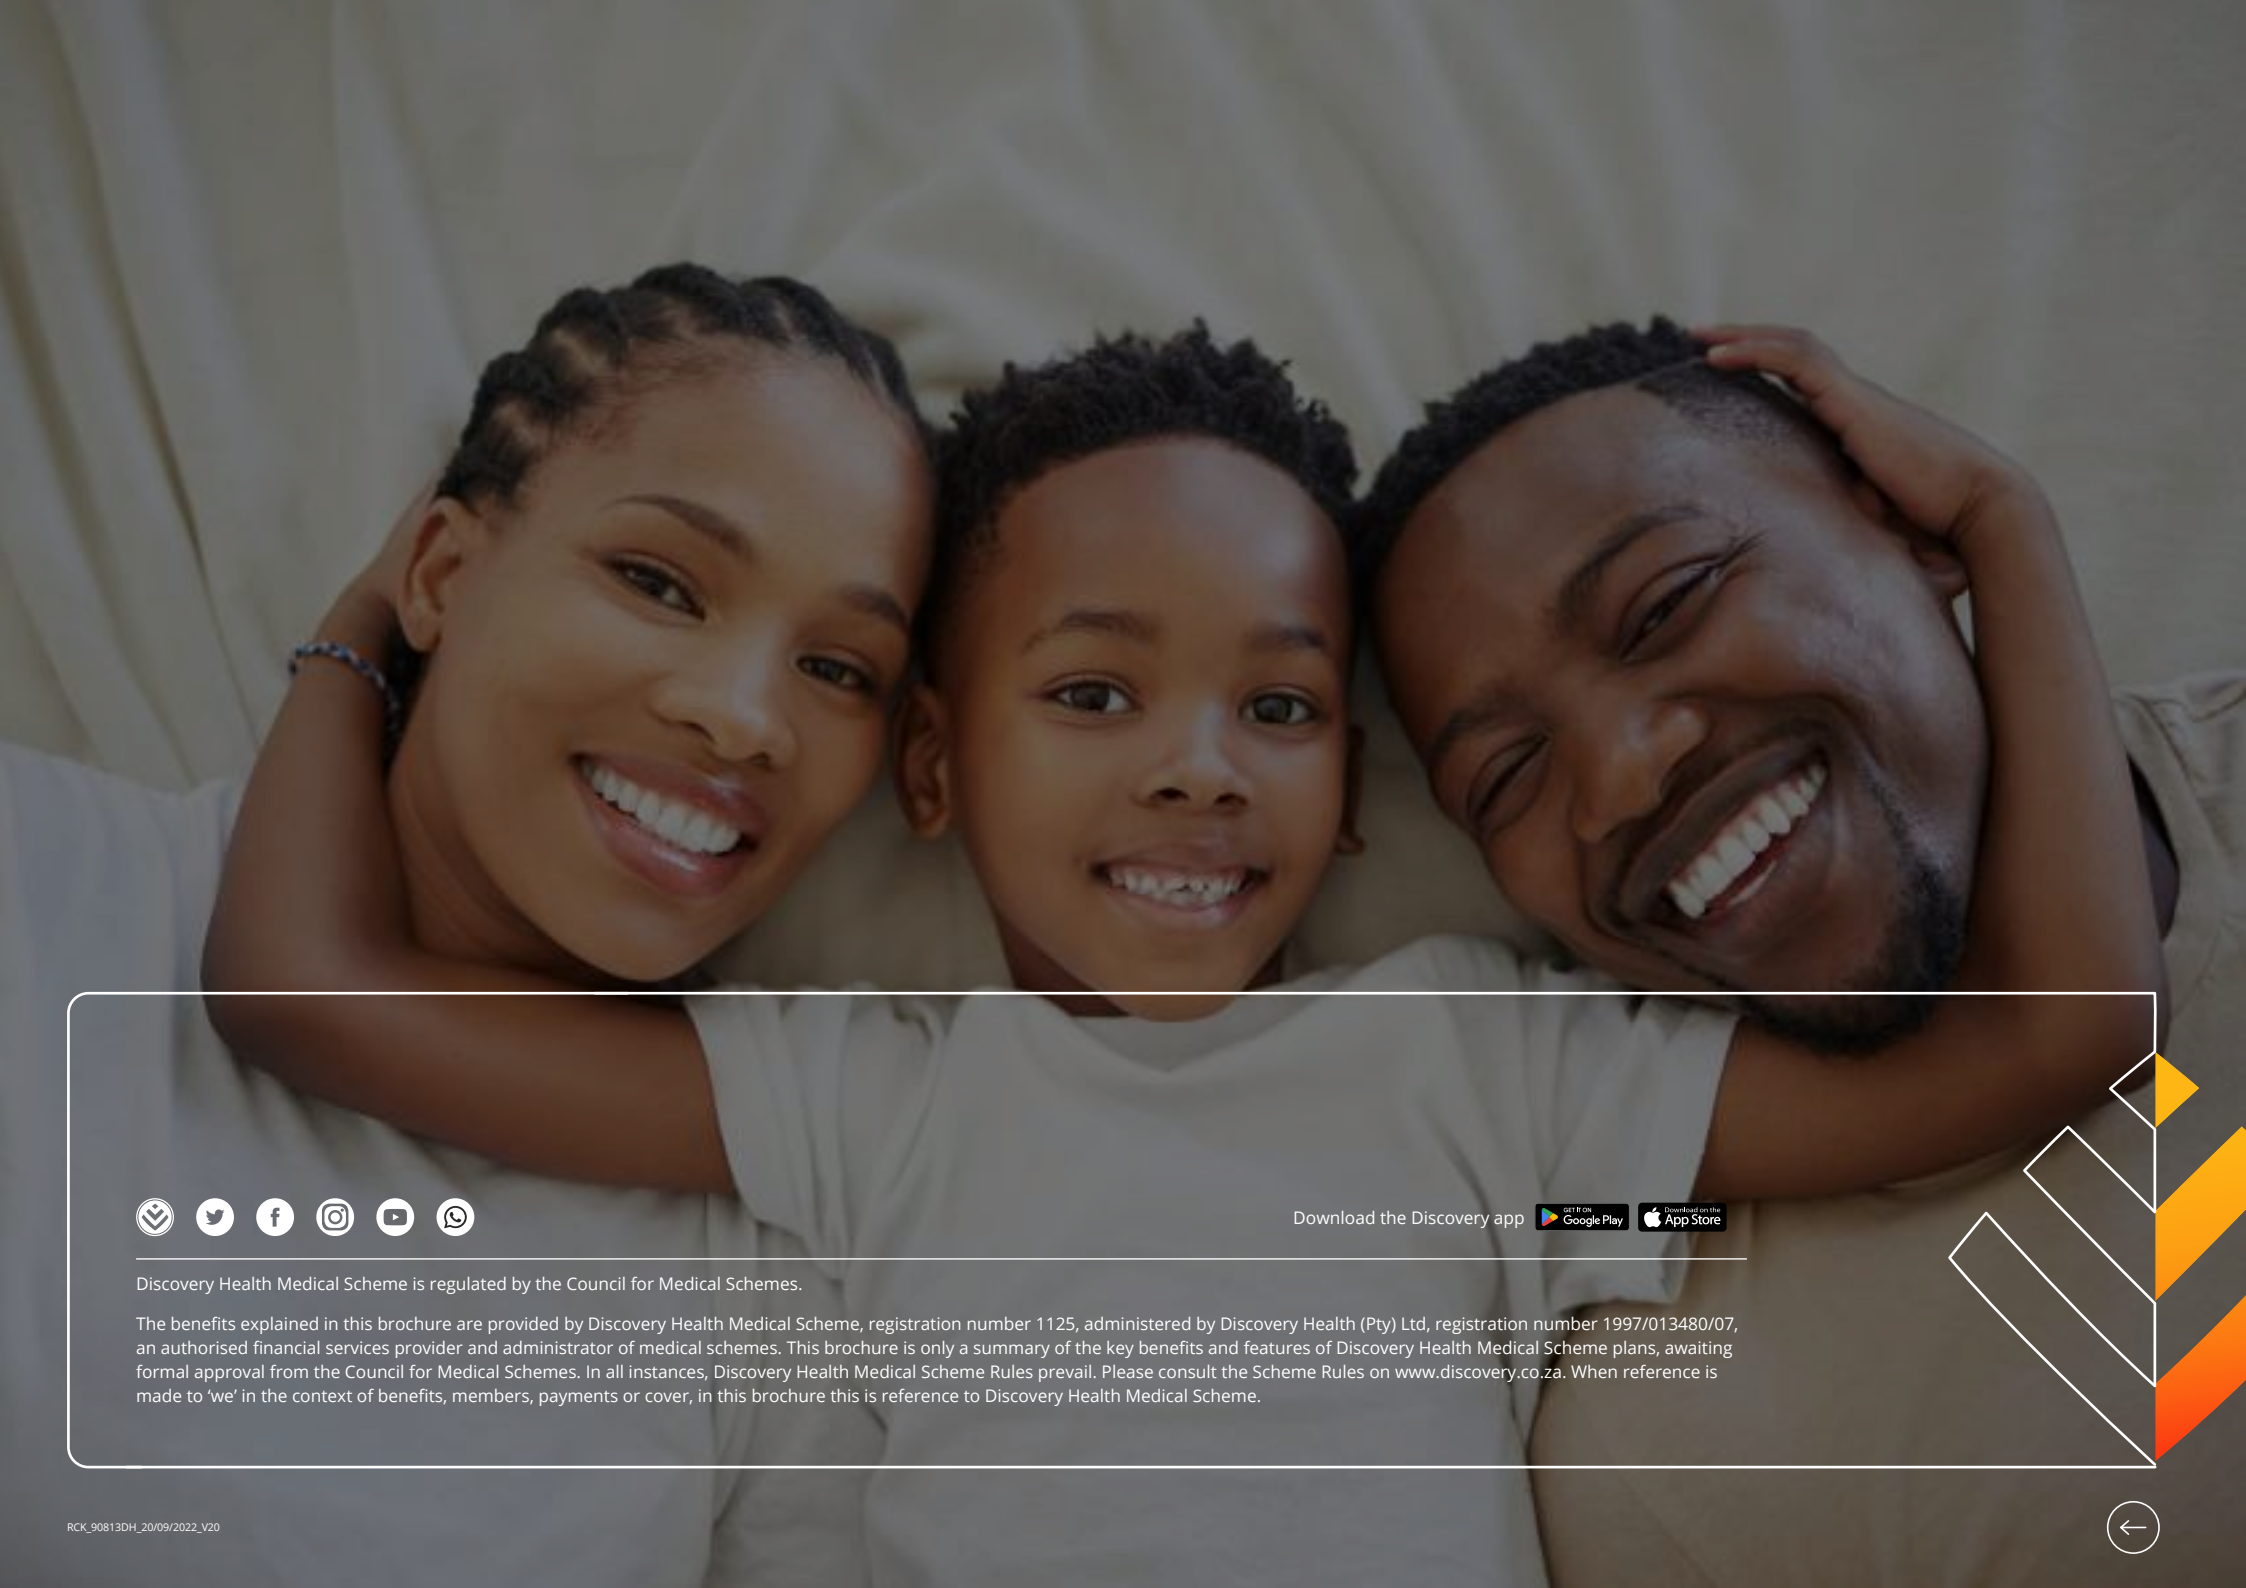 Download the Discovery app
GET IT ON
Google Play
Download on the
App Store
Discovery Health Medical Scheme is regulated by the Council for Medical Schemes.
The benefits explained in this brochure are provided by Discovery Health Medical Scheme, registration number 1125, administered by Discovery Health (Pty) Ltd, registration number 1997/013480/07,
an authorised financial services provider and administrator of medical schemes. This brochure is only a summary of the key benefits and features of Discovery Health Medical Scheme plans, awaiting
formal approval from the Council for Medical Schemes. In all instances, Discovery Health Medical Scheme Rules prevail. Please consult the Scheme Rules on www.discovery.co.za. When reference is
made to ‘we’ in the context of benefits, members, payments or cover, in this brochure this is reference to Discovery Health Medical Scheme.
RCK_90813DH_20/09/2022_V20